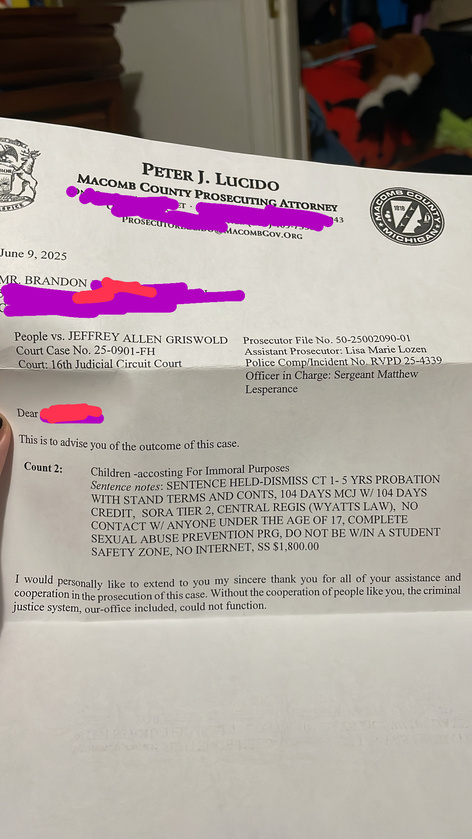 PETER J. LUCIDO
MACOMB COUNTY PROSECUTING ATTORNEY
MACOMBGOV.ORG
MACOMB COUNTY
1818
MICHIGAN
June 9, 2025
MR. BRANDON
People vs. JEFFREY ALLEN GRISWOLD
Court Case No. 25-0901-FH
Court: 16th Judicial Circuit Court
Prosecutor File No. 50-25002090-01
Assistant Prosecutor: Lisa Marie Lozen
Police Comp/Incident No. RVPD 25-4339
Officer in Charge: Sergeant Matthew
Lesperance
Dear
This is to advise you of the outcome of this case.
Count 2:
Children -accosting For Immoral Purposes
Sentence notes: SENTENCE HELD-DISMISS CT 1- 5 YRS PROBATION
WITH STAND TERMS AND CONTS, 104 DAYS MCJ W/ 104 DAYS
CREDIT, SORA TIER 2, CENTRAL REGIS (WYATTS LAW), NO
CONTACT W/ ANYONE UNDER THE AGE OF 17, COMPLETE
SEXUAL ABUSE PREVENTION PRG, DO NOT BE W/IN A STUDENT
SAFETY ZONE, NO INTERNET, SS $1,800.00
I would personally like to extend to you my sincere thank you for all of your assistance and
cooperation in the prosecution of this case. Without the cooperation of people like you, the criminal
justice system, our-office included, could not function.